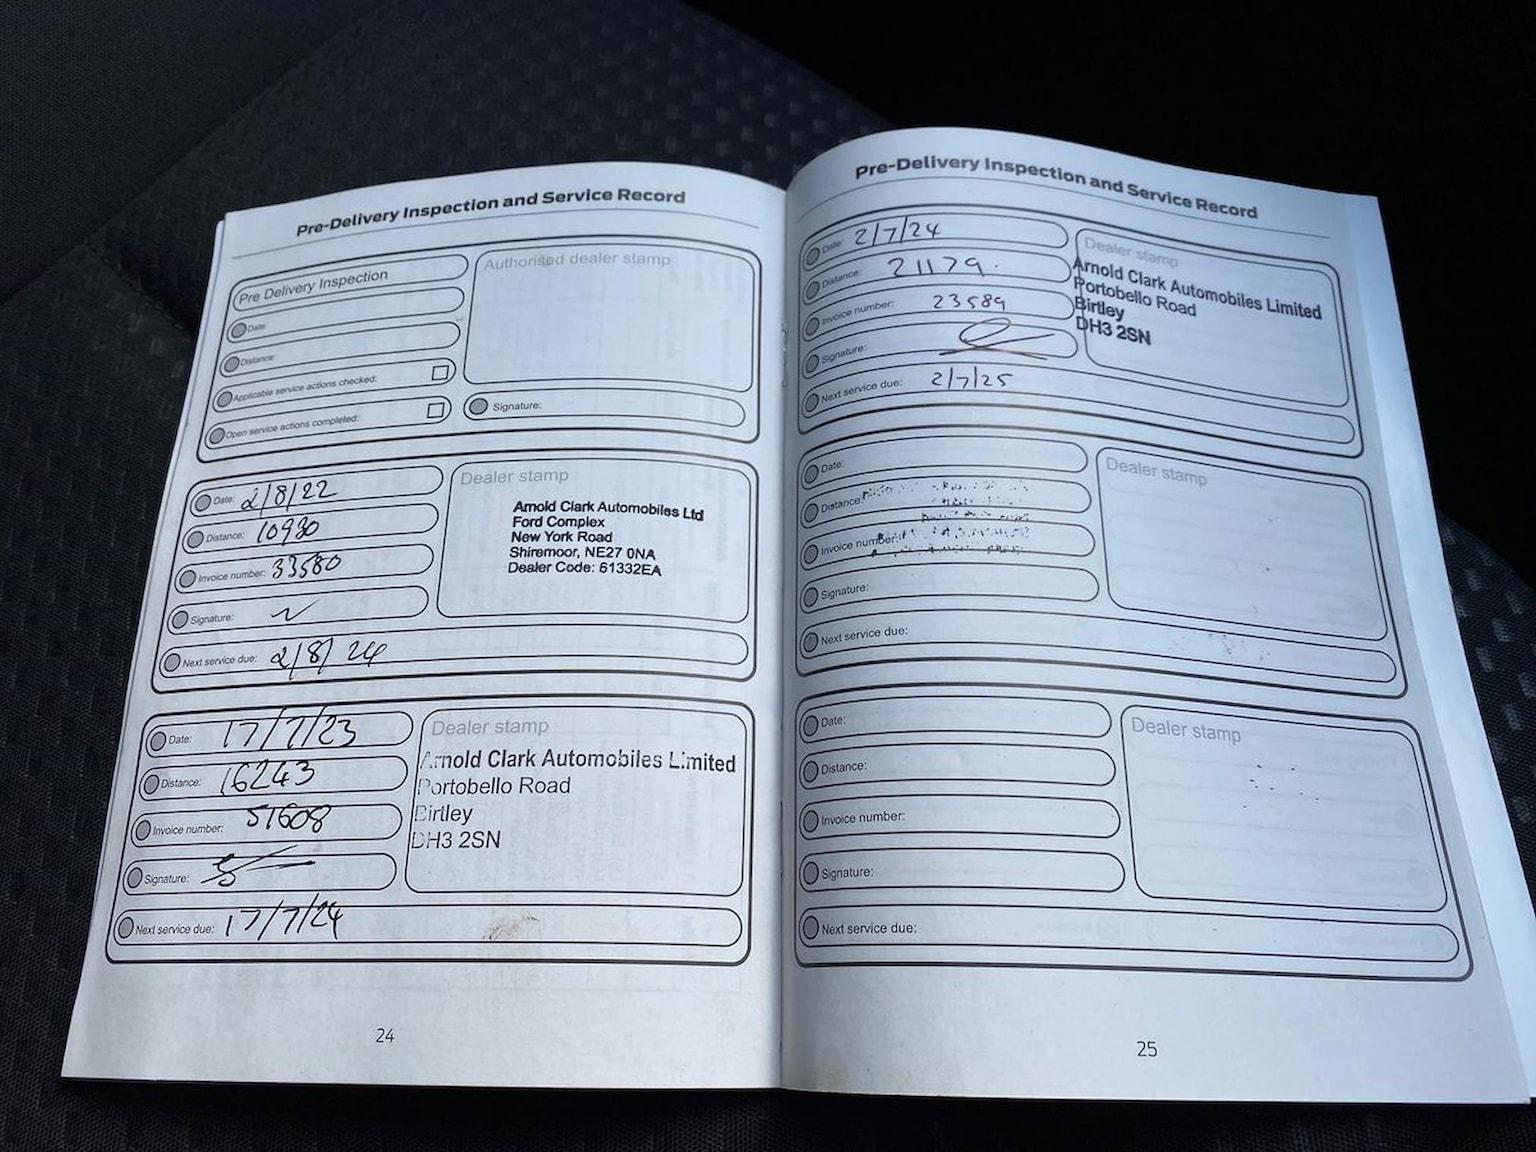 Pre-Delivery Inspection and Service Record
Pre Delivery Inspection
Date:
Distance:
Applicable service actions checked:
Open service actions completed:
Authorised dealer stamp
Signature:
Date: 2/8/22
Distance: 10930
Invoice number: 33580
Signature:
Next service due: 2/8/24
Dealer stamp
Arnold Clark Automobiles Ltd
Ford Complex
New York Road
Shiremoor, NE27 0NA
Dealer Code: 61332EA
Date: 17/7/23
Distance: 16243
Invoice number: 51608
Signature:
Next service due: 17/7/24
Dealer stamp
Arnold Clark Automobiles Limited
Portobello Road
Birtley
DH3 2SN
24
Pre-Delivery Inspection and Service Record
Date: 2/7/24
Distance: 21179.
Invoice number: 23589
Signature:
Next service due: 2/7/25
Dealer stamp
Arnold Clark Automobiles Limited
Portobello Road
Birtley
DH3 2SN
Date:
Distance:
Invoice number:
Signature:
Next service due:
Dealer stamp
Date:
Distance:
Invoice number:
Signature:
Next service due:
Dealer stamp
25